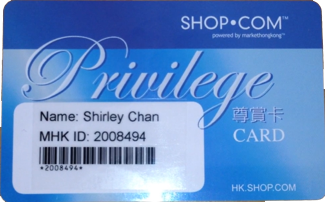 SHOP•COM™
powered by markethongkong™
Privilege
尊賞卡
CARD
Name: Shirley Chan
MHK ID: 2008494
*2008494*
HK.SHOP.COM